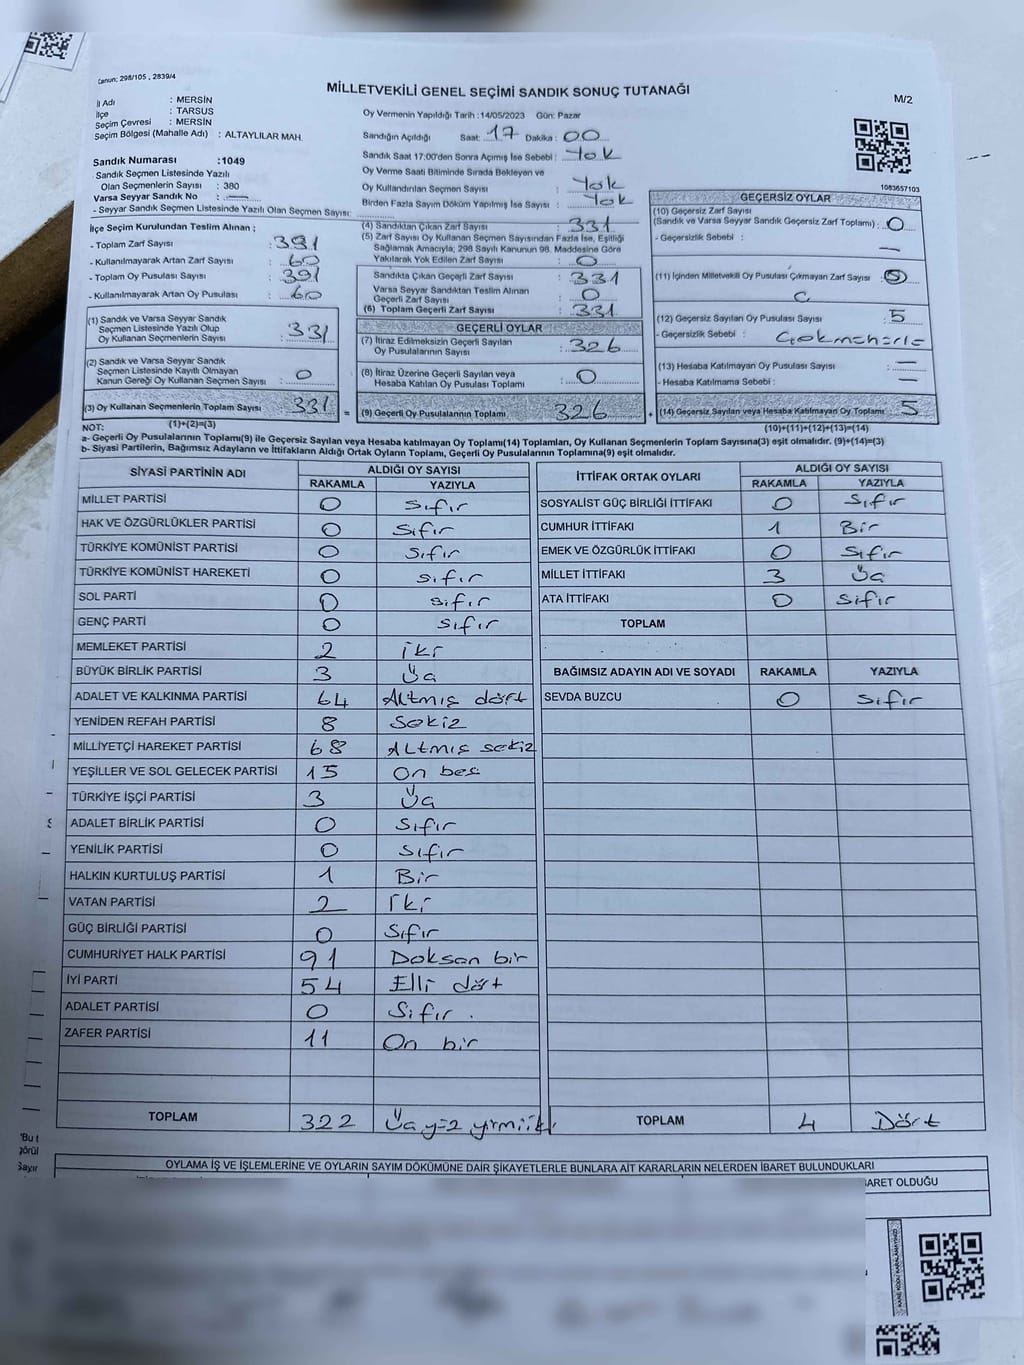 Kanun: 298/105 , 2839/4
MİLLETVEKİLİ GENEL SEÇİMİ SANDIK SONUÇ TUTANAĞI
M/2
İl Adı : MERSİN
İlçe : TARSUS
Seçim Çevresi : MERSİN
Seçim Bölgesi (Mahalle Adı) : ALTAYLILAR MAH.
Sandık Numarası :1049
Sandık Seçmen Listesinde Yazılı
Olan Seçmenlerin Sayısı : 380
Varsa Seyyar Sandık No :
- Seyyar Sandık Seçmen Listesinde Yazılı Olan Seçmen Sayısı:
Oy Vermenin Yapıldığı Tarih :14/05/2023 Gün: Pazar
Sandığın Açıldığı Saat: 17 Dakika : 00
Sandık Saat 17:00'den Sonra Açımış İse Sebebi : Yok
Oy Verme Saati Bitiminde Sırada Bekleyen ve
Oy Kullandırılan Seçmen Sayısı : Yok
Birden Fazla Sayım Döküm Yapılmış İse Sayısı : Yok
1083657103
İlçe Seçim Kurulundan Teslim Alınan ;
- Toplam Zarf Sayısı : 391
- Kullanılmayarak Artan Zarf Sayısı : 60
- Toplam Oy Pusulası Sayısı : 391
- Kullanılmayarak Artan Oy Pusulası : 60
(1) Sandık ve Varsa Seyyar Sandık
Seçmen Listesinde Yazılı Olup
Oy Kullanan Seçmenlerin Sayısı : 331
(2) Sandık ve Varsa Seyyar Sandık
Seçmen Listesinde Kayıtlı Olmayan
Kanun Gereği Oy Kullanan Seçmen Sayısı : 0
(3) Oy Kullanan Seçmenlerin Toplam Sayısı 331 =
(1)+(2)=(3)
(4) Sandıktan Çıkan Zarf Sayısı : 331
(5) Zarf Sayısı Oy Kullanan Seçmen Sayısından Fazla İse, Eşitliği
Sağlamak Amacıyla, 298 Sayılı Kanunun 98. Maddesine Göre
Yakılarak Yok Edilen Zarf Sayısı : 0
Sandıkta Çıkan Geçerli Zarf Sayısı : 331
Varsa Seyyar Sandıktan Teslim Alınan
Geçerli Zarf Sayısı : 0
(6) Toplam Geçerli Zarf Sayısı : 331
GEÇERLİ OYLAR
(7) İtiraz Edilmeksizin Geçerli Sayılan
Oy Pusulalarının Sayısı : 326
(8) İtiraz Üzerine Geçerli Sayılan veya
Hesaba Katılan Oy Pusulası Toplamı : 0
(9) Geçerli Oy Pusulalarının Toplamı 326 +
GEÇERSİZ OYLAR
(10) Geçersiz Zarf Sayısı
(Sandık ve Varsa Seyyar Sandık Geçersiz Zarf Toplamı) : 0
- Geçersizlik Sebebi : —
(11) İçinden Milletvekili Oy Pusulası Çıkmayan Zarf Sayısı :
(12) Geçersiz Sayılan Oy Pusulası Sayısı : 5
- Geçersizlik Sebebi :
(13) Hesaba Katılmayan Oy Pusulası Sayısı : —
- Hesaba Katılmama Sebebi : —
(14) Geçersiz Sayılan veya Hesaba Katılmayan Oy Toplamı 5
(10)+(11)+(12)+(13)=(14)
NOT:
a- Geçerli Oy Pusulalarının Toplamı(9) ile Geçersiz Sayılan veya Hesaba katılmayan Oy Toplamı(14) Toplamları, Oy Kullanan Seçmenlerin Toplam Sayısına(3) eşit olmalıdır. (9)+(14)=(3)
b- Siyasi Partilerin, Bağımsız Adayların ve İttifakların Aldığı Ortak Oyların Toplamı, Geçerli Oy Pusulalarının Toplamına(9) eşit olmalıdır.
SİYASİ PARTİNİN ADI ALDIĞI OY SAYISI
RAKAMLA YAZIYLA
MİLLET PARTİSİ 0 Sıfır
HAK VE ÖZGÜRLÜKLER PARTİSİ 0 Sıfır
TÜRKİYE KOMÜNİST PARTİSİ 0 Sıfır
TÜRKİYE KOMÜNİST HAREKETİ 0 sıfır
SOL PARTİ 0 sıfır
GENÇ PARTİ 0 sıfır
MEMLEKET PARTİSİ 2 iki
BÜYÜK BİRLİK PARTİSİ 3 Üç
ADALET VE KALKINMA PARTİSİ 64 Altmış dört
YENİDEN REFAH PARTİSİ 8 Sekiz
MİLLİYETÇİ HAREKET PARTİSİ 68 Altmış sekiz
YEŞİLLER VE SOL GELECEK PARTİSİ 15 On beş
TÜRKİYE İŞÇİ PARTİSİ 3 Üç
ADALET BİRLİK PARTİSİ 0 Sıfır
YENİLİK PARTİSİ 0 Sıfır
HALKIN KURTULUŞ PARTİSİ 1 Bir
VATAN PARTİSİ 2 İki
GÜÇ BİRLİĞİ PARTİSİ 0 Sıfır
CUMHURİYET HALK PARTİSİ 91 Doksan bir
İYİ PARTİ 54 Elli dört
ADALET PARTİSİ 0 Sıfır.
ZAFER PARTİSİ 11 On bir
TOPLAM 322 Üçyüz yirmiiki
İTTİFAK ORTAK OYLARI ALDIĞI OY SAYISI
RAKAMLA YAZIYLA
SOSYALİST GÜÇ BİRLİĞİ İTTİFAKI 0 Sıfır
CUMHUR İTTİFAKI 1 Bir
EMEK VE ÖZGÜRLÜK İTTİFAKI 0 Sıfır
MİLLET İTTİFAKI 3 Üç
ATA İTTİFAKI 0 Sıfır
TOPLAM
BAĞIMSIZ ADAYIN ADI VE SOYADI RAKAMLA YAZIYLA
SEVDA BUZCU 0 Sıfır
TOPLAM 4 Dört
OYLAMA İŞ VE İŞLEMLERİNE VE OYLARIN SAYIM DÖKÜMÜNE DAİR ŞİKAYETLERLE BUNLARA AİT KARARLARIN NELERDEN İBARET BULUNDUKLARI
BARET OLDUĞU